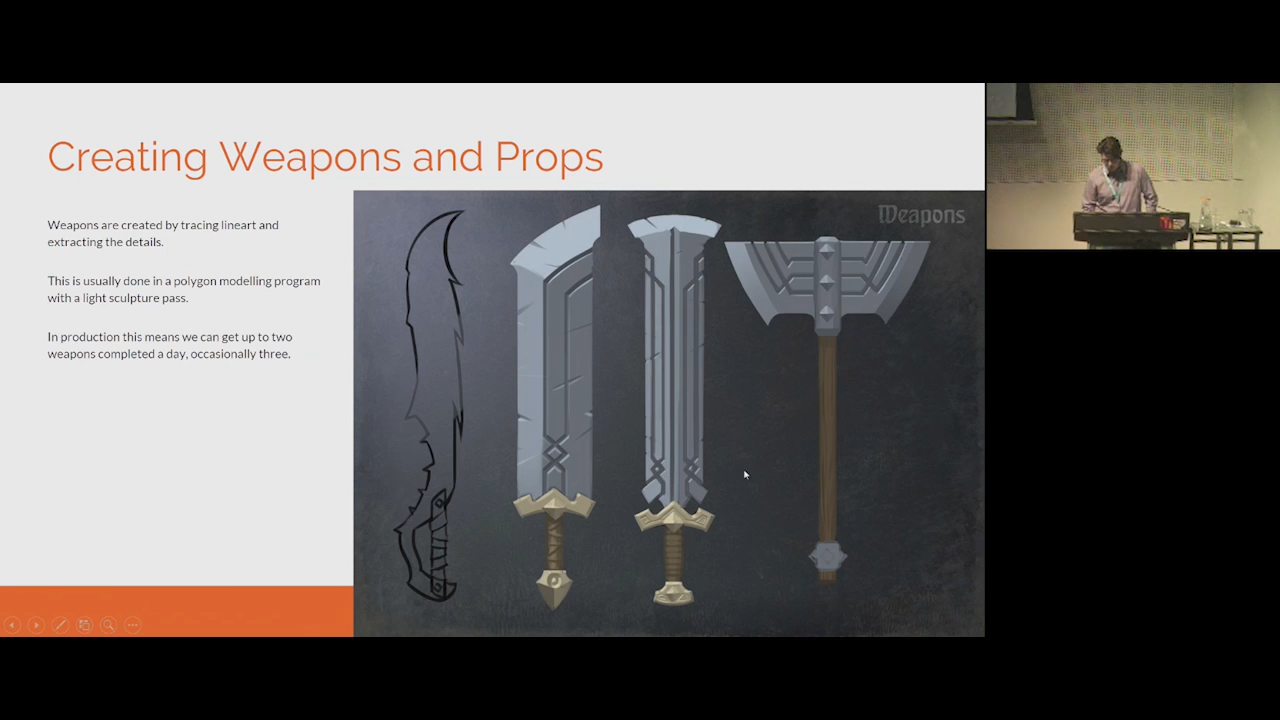 Creating Weapons and Props
Weapons are created by tracing lineart and
extracting the details.
This is usually done in a polygon modelling program
with a light sculpture pass.
In production this means we can get up to two
weapons completed a day, occasionally three.
Weapons